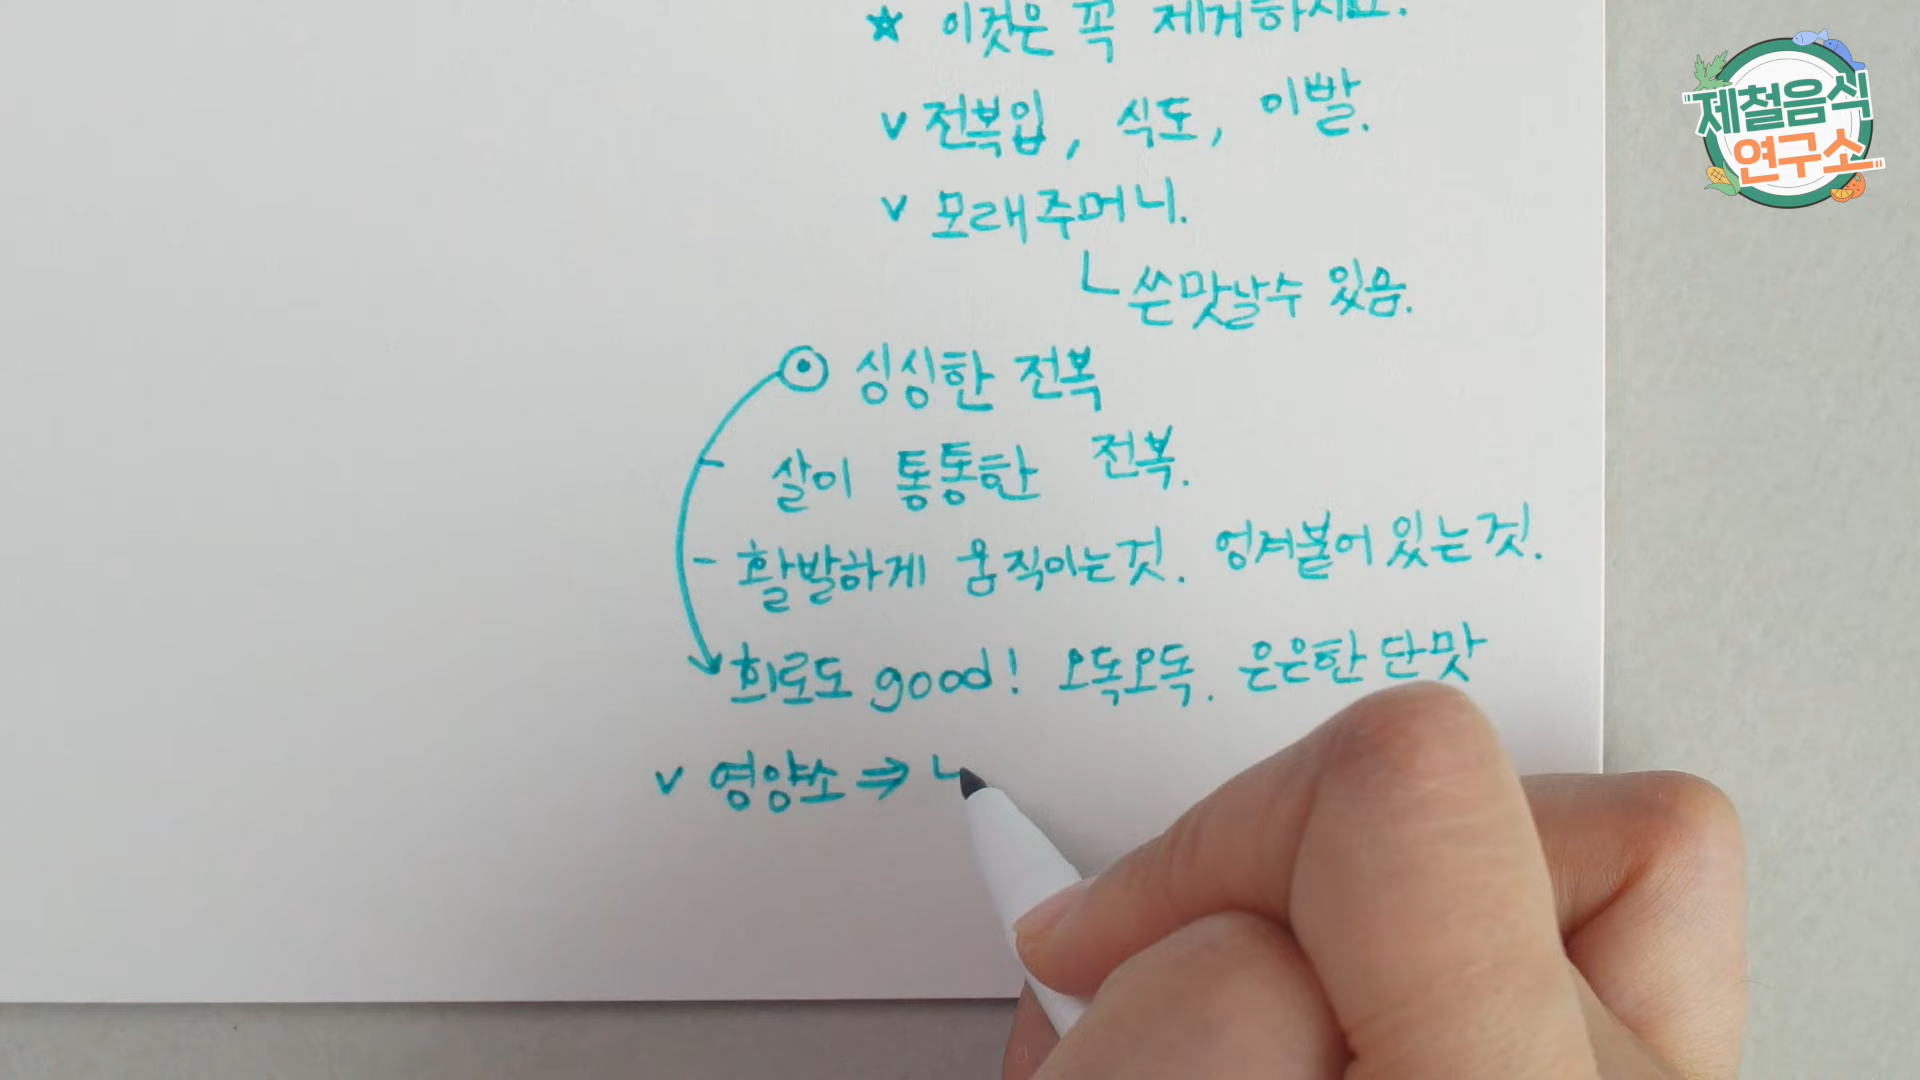 ★ 이것은 꼭 제거하세요.
v 전복입, 식도, 이빨.
v 모래주머니.
ㄴ 쓴맛날수 있음.
싱싱한 전복
- 살이 통통한 전복.
- 활발하게 움직이는것. 엉겨붙어 있는것.
회로도 good! 오독오독. 은은한 단맛
v 영양소 ⇒
"제철음식
연구소"